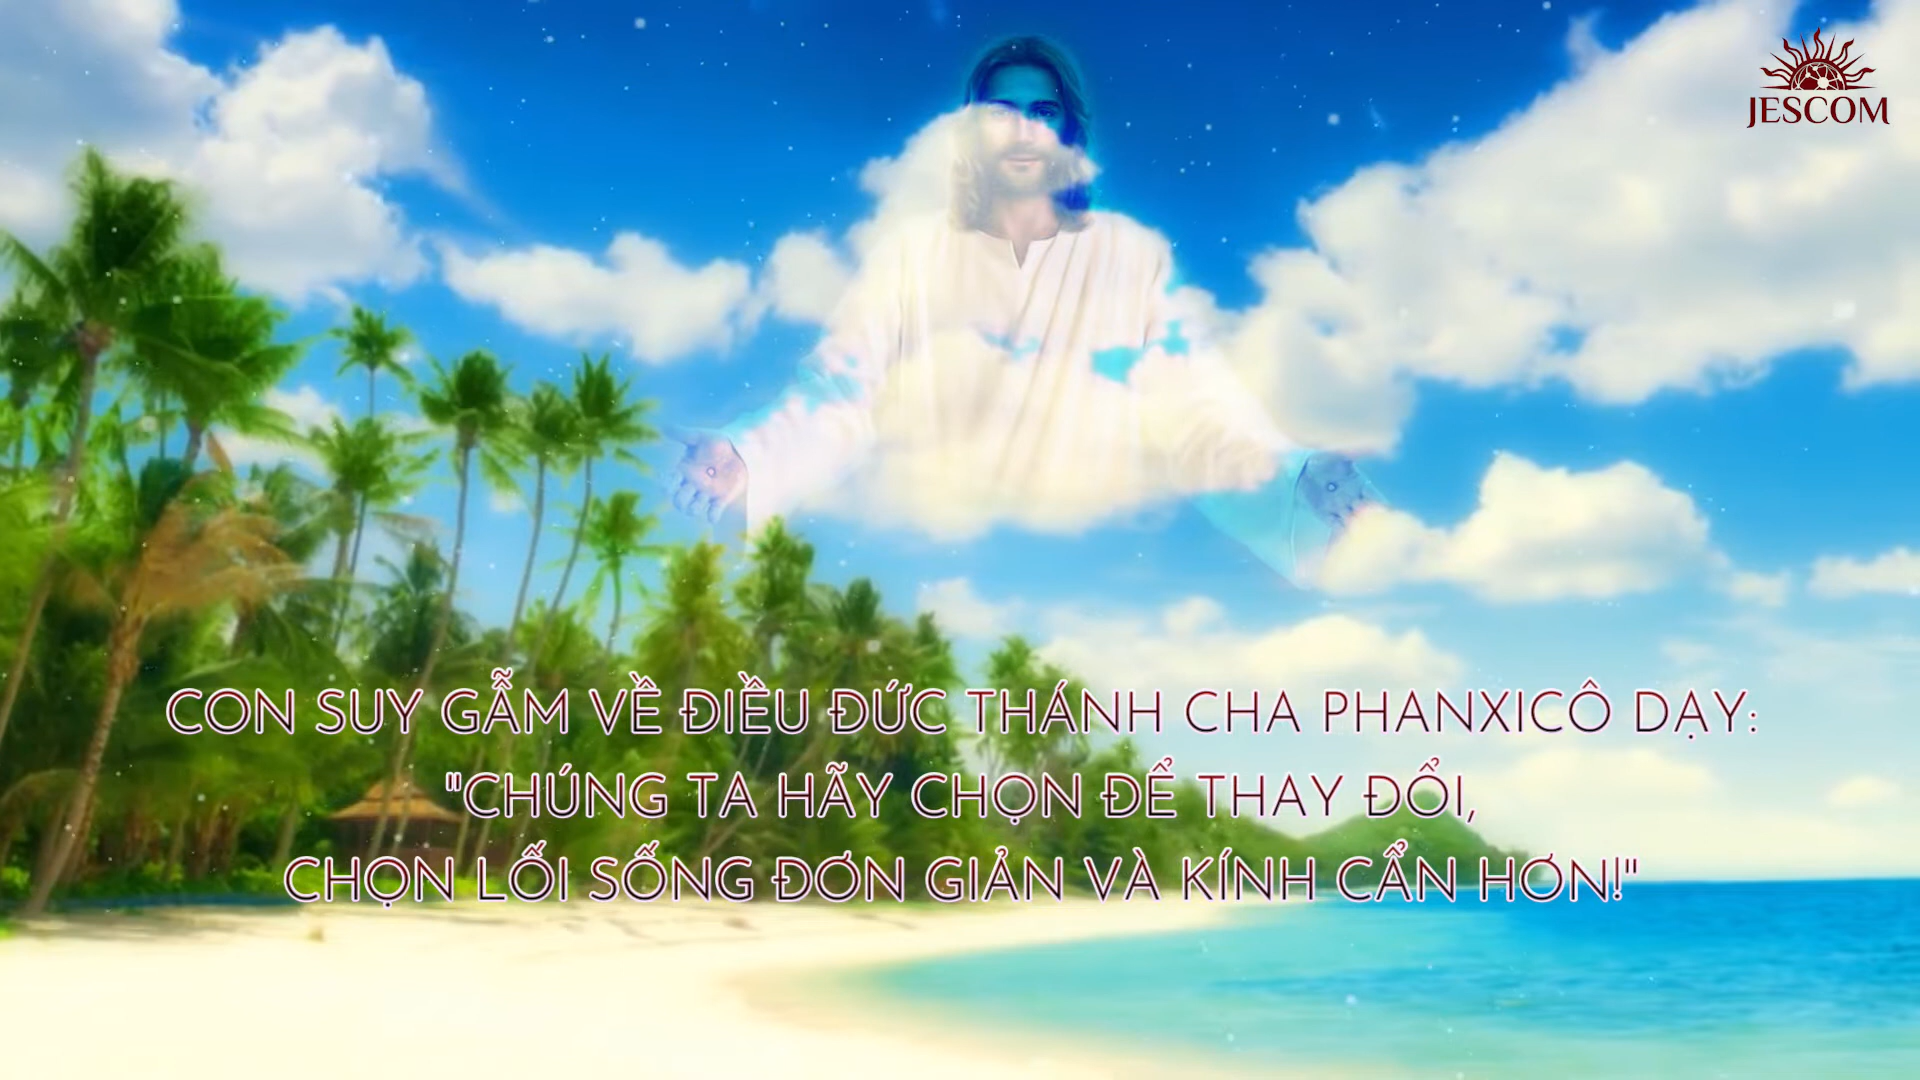 JESCOM
CON SUY GẪM VỀ ĐIỀU ĐỨC THÁNH CHA PHANXICÔ DẠY:
"CHÚNG TA HÃY CHỌN ĐỂ THAY ĐỔI,
CHỌN LỐI SỐNG ĐƠN GIẢN VÀ KÍNH CẨN HƠN!"